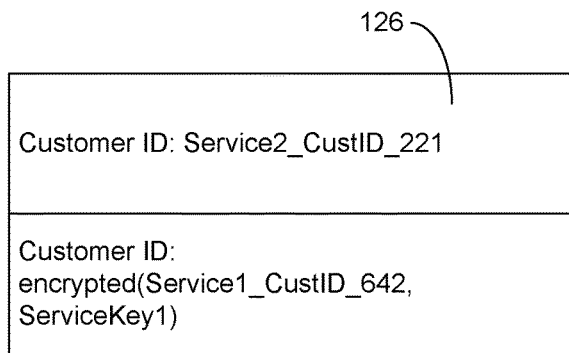 126
Customer ID: Service2_CustID_221
Customer ID:
encrypted(Service1_CustID_642,
ServiceKey1)